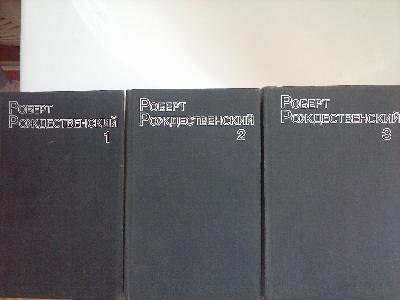 Роберт
Рождественский
1
Роберт
Рождественский
2
Роберт
Рождественский
3